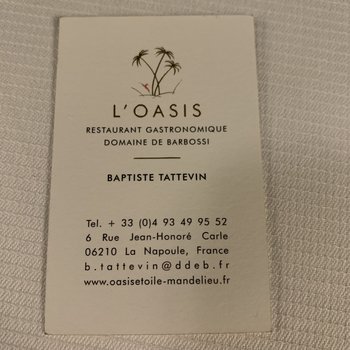 L'OASIS
RESTAURANT GASTRONOMIQUE
DOMAINE DE BARBOSSI
BAPTISTE TATTEVIN
Tel. + 33 (0)4 93 49 95 52
6 Rue Jean-Honoré Carle
06210 La Napoule, France
b.tattevin@ddeb.fr
www.oasisetoile-mandelieu.fr